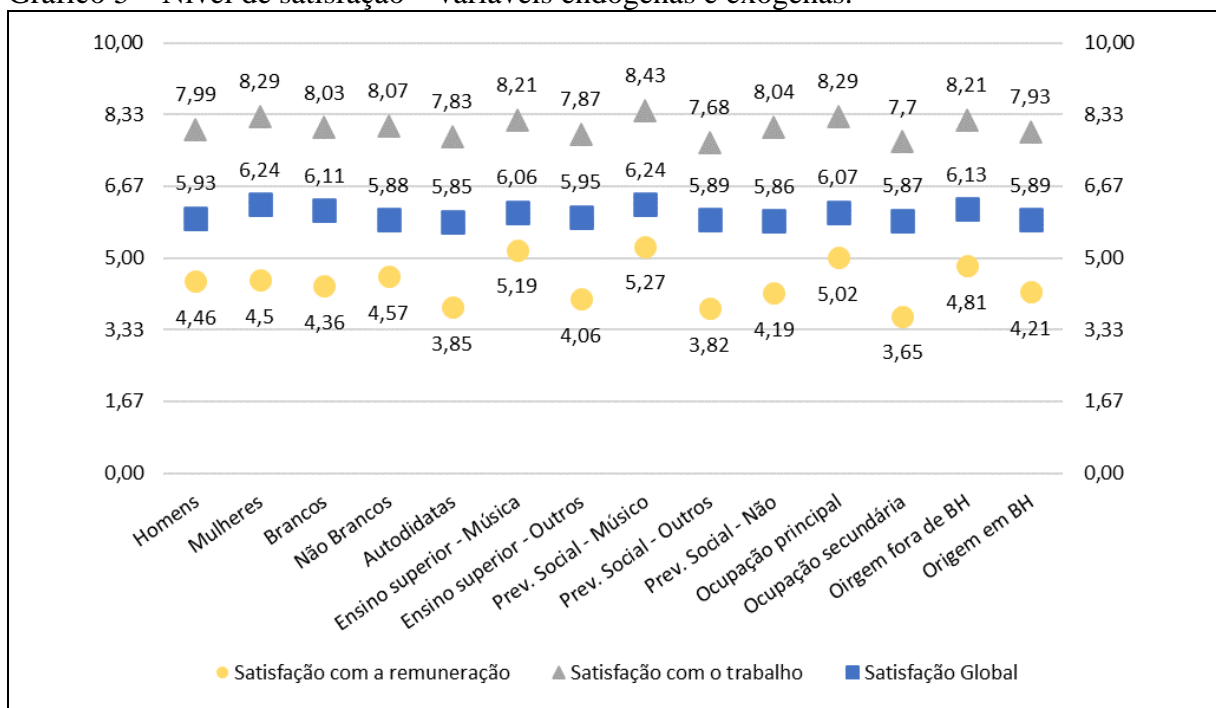 Gráfico 3 – Nível de satisfação – variáveis endógenas e exógenas.
10,00 10,00
7,99 8,29 8,03 8,07 7,83 8,21 7,87 8,43 7,68 8,04 8,29 7,7 8,21 7,93
8,33 8,33
5,93 6,24 6,11 5,88 5,85 6,06 5,95 6,24 5,89 5,86 6,07 5,87 6,13 5,89
6,67 6,67
5,00 5,00
4,46 4,5 4,36 4,57 3,85 5,19 4,06 5,27 3,82 4,19 5,02 3,65 4,81 4,21
3,33 3,33
1,67 1,67
0,00 0,00
Homens
Mulheres
Brancos
Não Brancos
Autodidatas
Ensino superior - Música
Ensino superior - Outros
Prev. Social - Músico
Prev. Social - Outros
Prev. Social - Não
Ocupação principal
Ocupação secundária
Oirgem fora de BH
Origem em BH
Satisfação com a remuneração Satisfação com o trabalho Satisfação Global